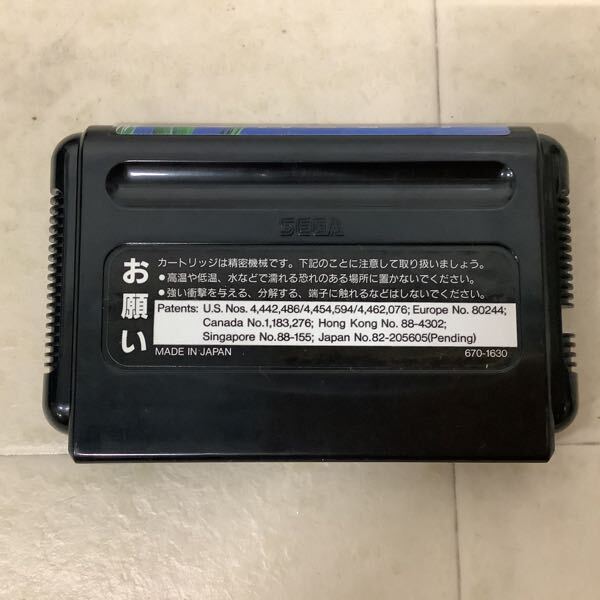 SEGA
お願い
カートリッジは精密機械です。下記のことに注意して取り扱いましょう。
●高温や低温、水などで濡れる恐れのある場所に置かないでください。
●強い衝撃を与える、分解する、端子に触れるなどはしないでください。
Patents: U.S. Nos. 4,442,486/4,454,594/4,462,076; Europe No. 80244;
Canada No.1,183,276; Hong Kong No. 88-4302;
Singapore No.88-155; Japan No.82-205605(Pending)
MADE IN JAPAN 670-1630